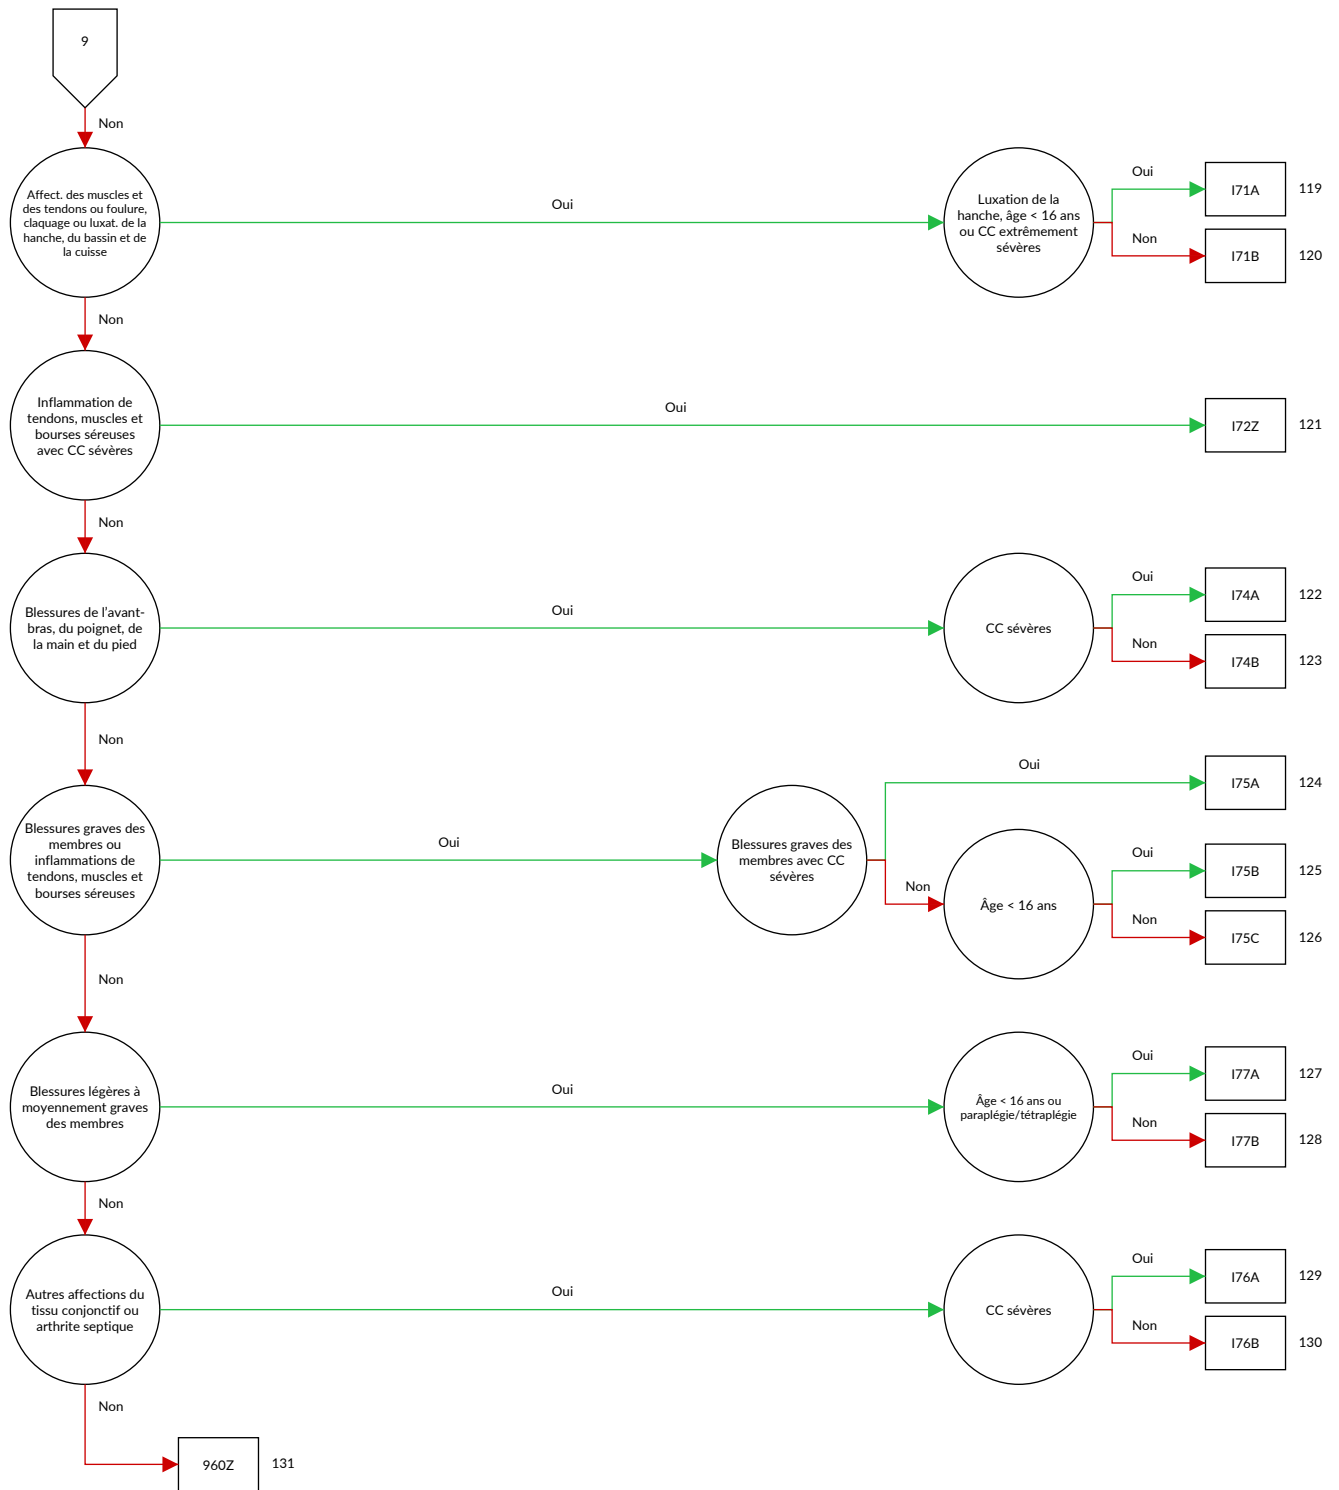 9
Non
Affect. des muscles et
des tendons ou foulure,
claquage ou luxat. de la
hanche, du bassin et de
la cuisse
Oui
Luxation de la
hanche, âge < 16 ans
ou CC extrêmement
sévères
Oui
I71A 119
Non
I71B 120
Non
Inflammation de
tendons, muscles et
bourses séreuses
avec CC sévères
Oui
I72Z 121
Non
Blessures de l'avant-
bras, du poignet, de
la main et du pied
Oui
CC sévères
Oui
I74A 122
Non
I74B 123
Non
Blessures graves des
membres ou
inflammations de
tendons, muscles et
bourses séreuses
Oui
Blessures graves des
membres avec CC
sévères
Oui
I75A 124
Non
Âge < 16 ans
Oui
I75B 125
Non
I75C 126
Non
Blessures légères à
moyennement graves
des membres
Oui
Âge < 16 ans ou
paraplégie/tétraplégie
Oui
I77A 127
Non
I77B 128
Non
Autres affections du
tissu conjonctif ou
arthrite septique
Oui
CC sévères
Oui
I76A 129
Non
I76B 130
Non
960Z 131